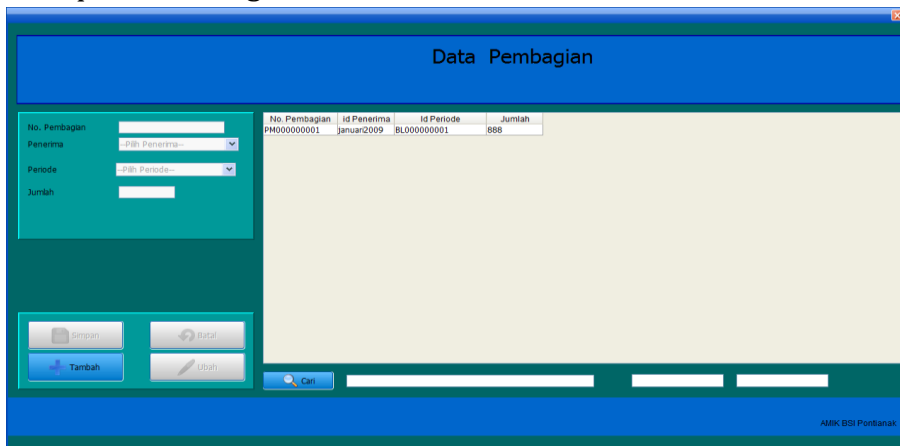 Data Pembagian
No. Pembagian
Penerima --Pilih Penerima--
Periode --Pilih Periode--
Jumlah
No. Pembagian id Penerima Id Periode Jumlah
PM000000001 januari2009 BL000000001 888
Simpan Batal
Tambah Ubah
Cari
AMIK BSI Pontianak